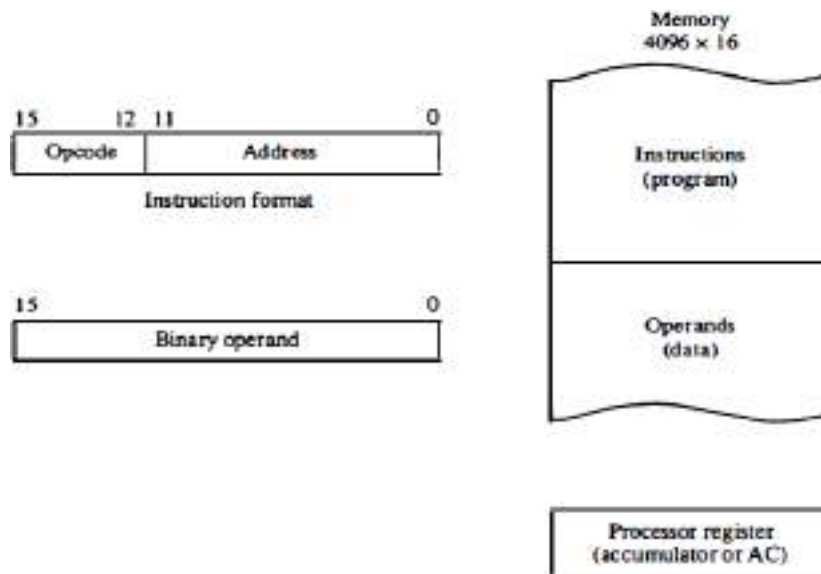 Memory
4096 × 16
15 12 11 0
Opcode Address
Instruction format
Instructions
(program)
15 0
Binary operand
Operands
(data)
Processor register
(accumulator or AC)